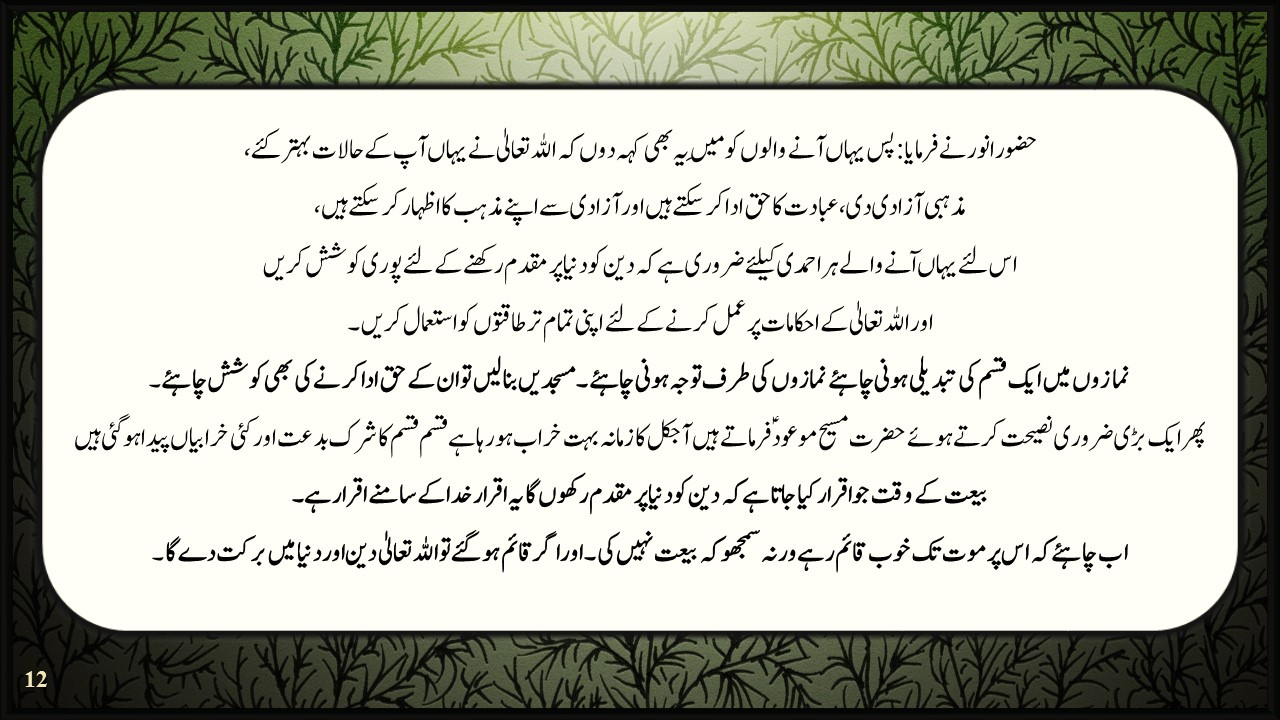 حضور انور نے فرمایا: پس یہاں آنے والوں کو میں یہ بھی کہہ دوں کہ اللہ تعالیٰ نے یہاں آپ کے حالات بہتر کئے،
مذہبی آزادی دی، عبادت کا حق ادا کر سکتے ہیں اور آزادی سے اپنے مذہب کا اظہار کر سکتے ہیں،
اس لئے یہاں آنے والے ہر احمدی کیلئے ضروری ہے کہ دین کو دنیا پر مقدم رکھنے کے لئے پوری کوشش کریں
اور اللہ تعالیٰ کے احکامات پر عمل کرنے کے لئے اپنی تمام تر طاقتوں کو استعمال کریں۔
نمازوں میں ایک قسم کی تبدیلی ہونی چاہئے نمازوں کی طرف توجہ ہونی چاہئے۔ مسجدیں بنا لیں تو ان کے حق ادا کرنے کی بھی کوشش چاہئے۔
پھر ایک بڑی ضروری نصیحت کرتے ہوئے حضرت مسیح موعودؑ فرماتے ہیں آجکل کا زمانہ بہت خراب ہو رہا ہے قسم قسم کا شرک بدعت اور کئی خرابیاں پیدا ہو گئی ہیں
بیعت کے وقت جو اقرار کیا جاتا ہے کہ دین کو دنیا پر مقدم رکھوں گا یہ اقرار خدا کے سامنے اقرار ہے۔
اب چاہئے کہ اس پر موت تک خوب قائم رہے ورنہ سمجھو کہ بیعت نہیں کی۔ اور اگر قائم ہو گئے تو اللہ تعالیٰ دین اور دنیا میں برکت دے گا۔
12